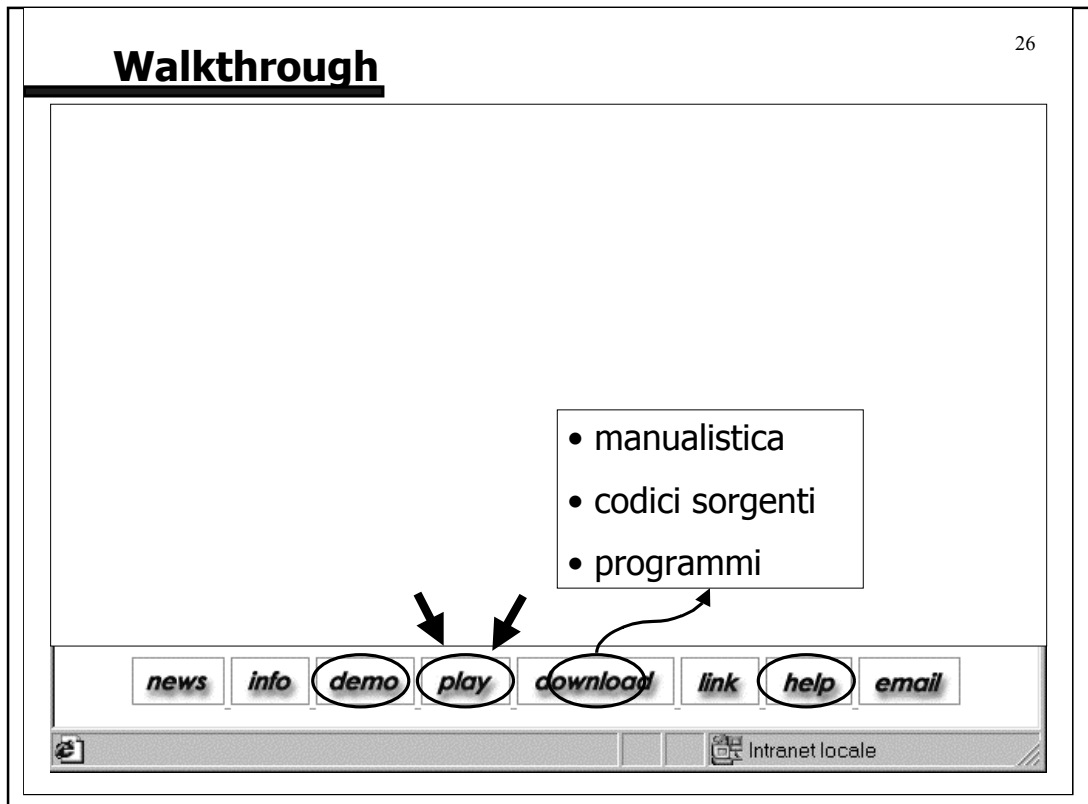 26
Walkthrough
• manualistica
• codici sorgenti
• programmi
news info demo play download link help email
Intranet locale